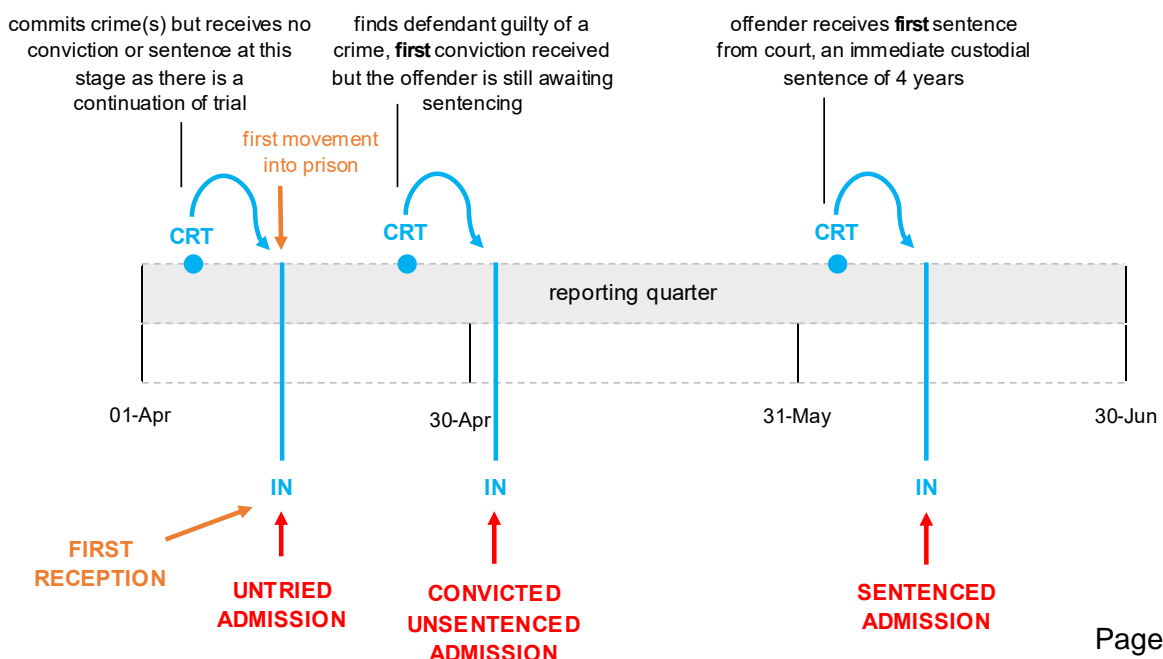 commits crime(s) but receives no
conviction or sentence at this
stage as there is a
continuation of trial
finds defendant guilty of a
crime, first conviction received
but the offender is still awaiting
sentencing
offender receives first sentence
from court, an immediate custodial
sentence of 4 years
first movement
into prison
CRT
CRT
CRT
reporting quarter
01-Apr
30-Apr
31-May
30-Jun
IN
IN
IN
FIRST
RECEPTION
UNTRIED
ADMISSION
CONVICTED
UNSENTENCED
ADMISSION
SENTENCED
ADMISSION
Page